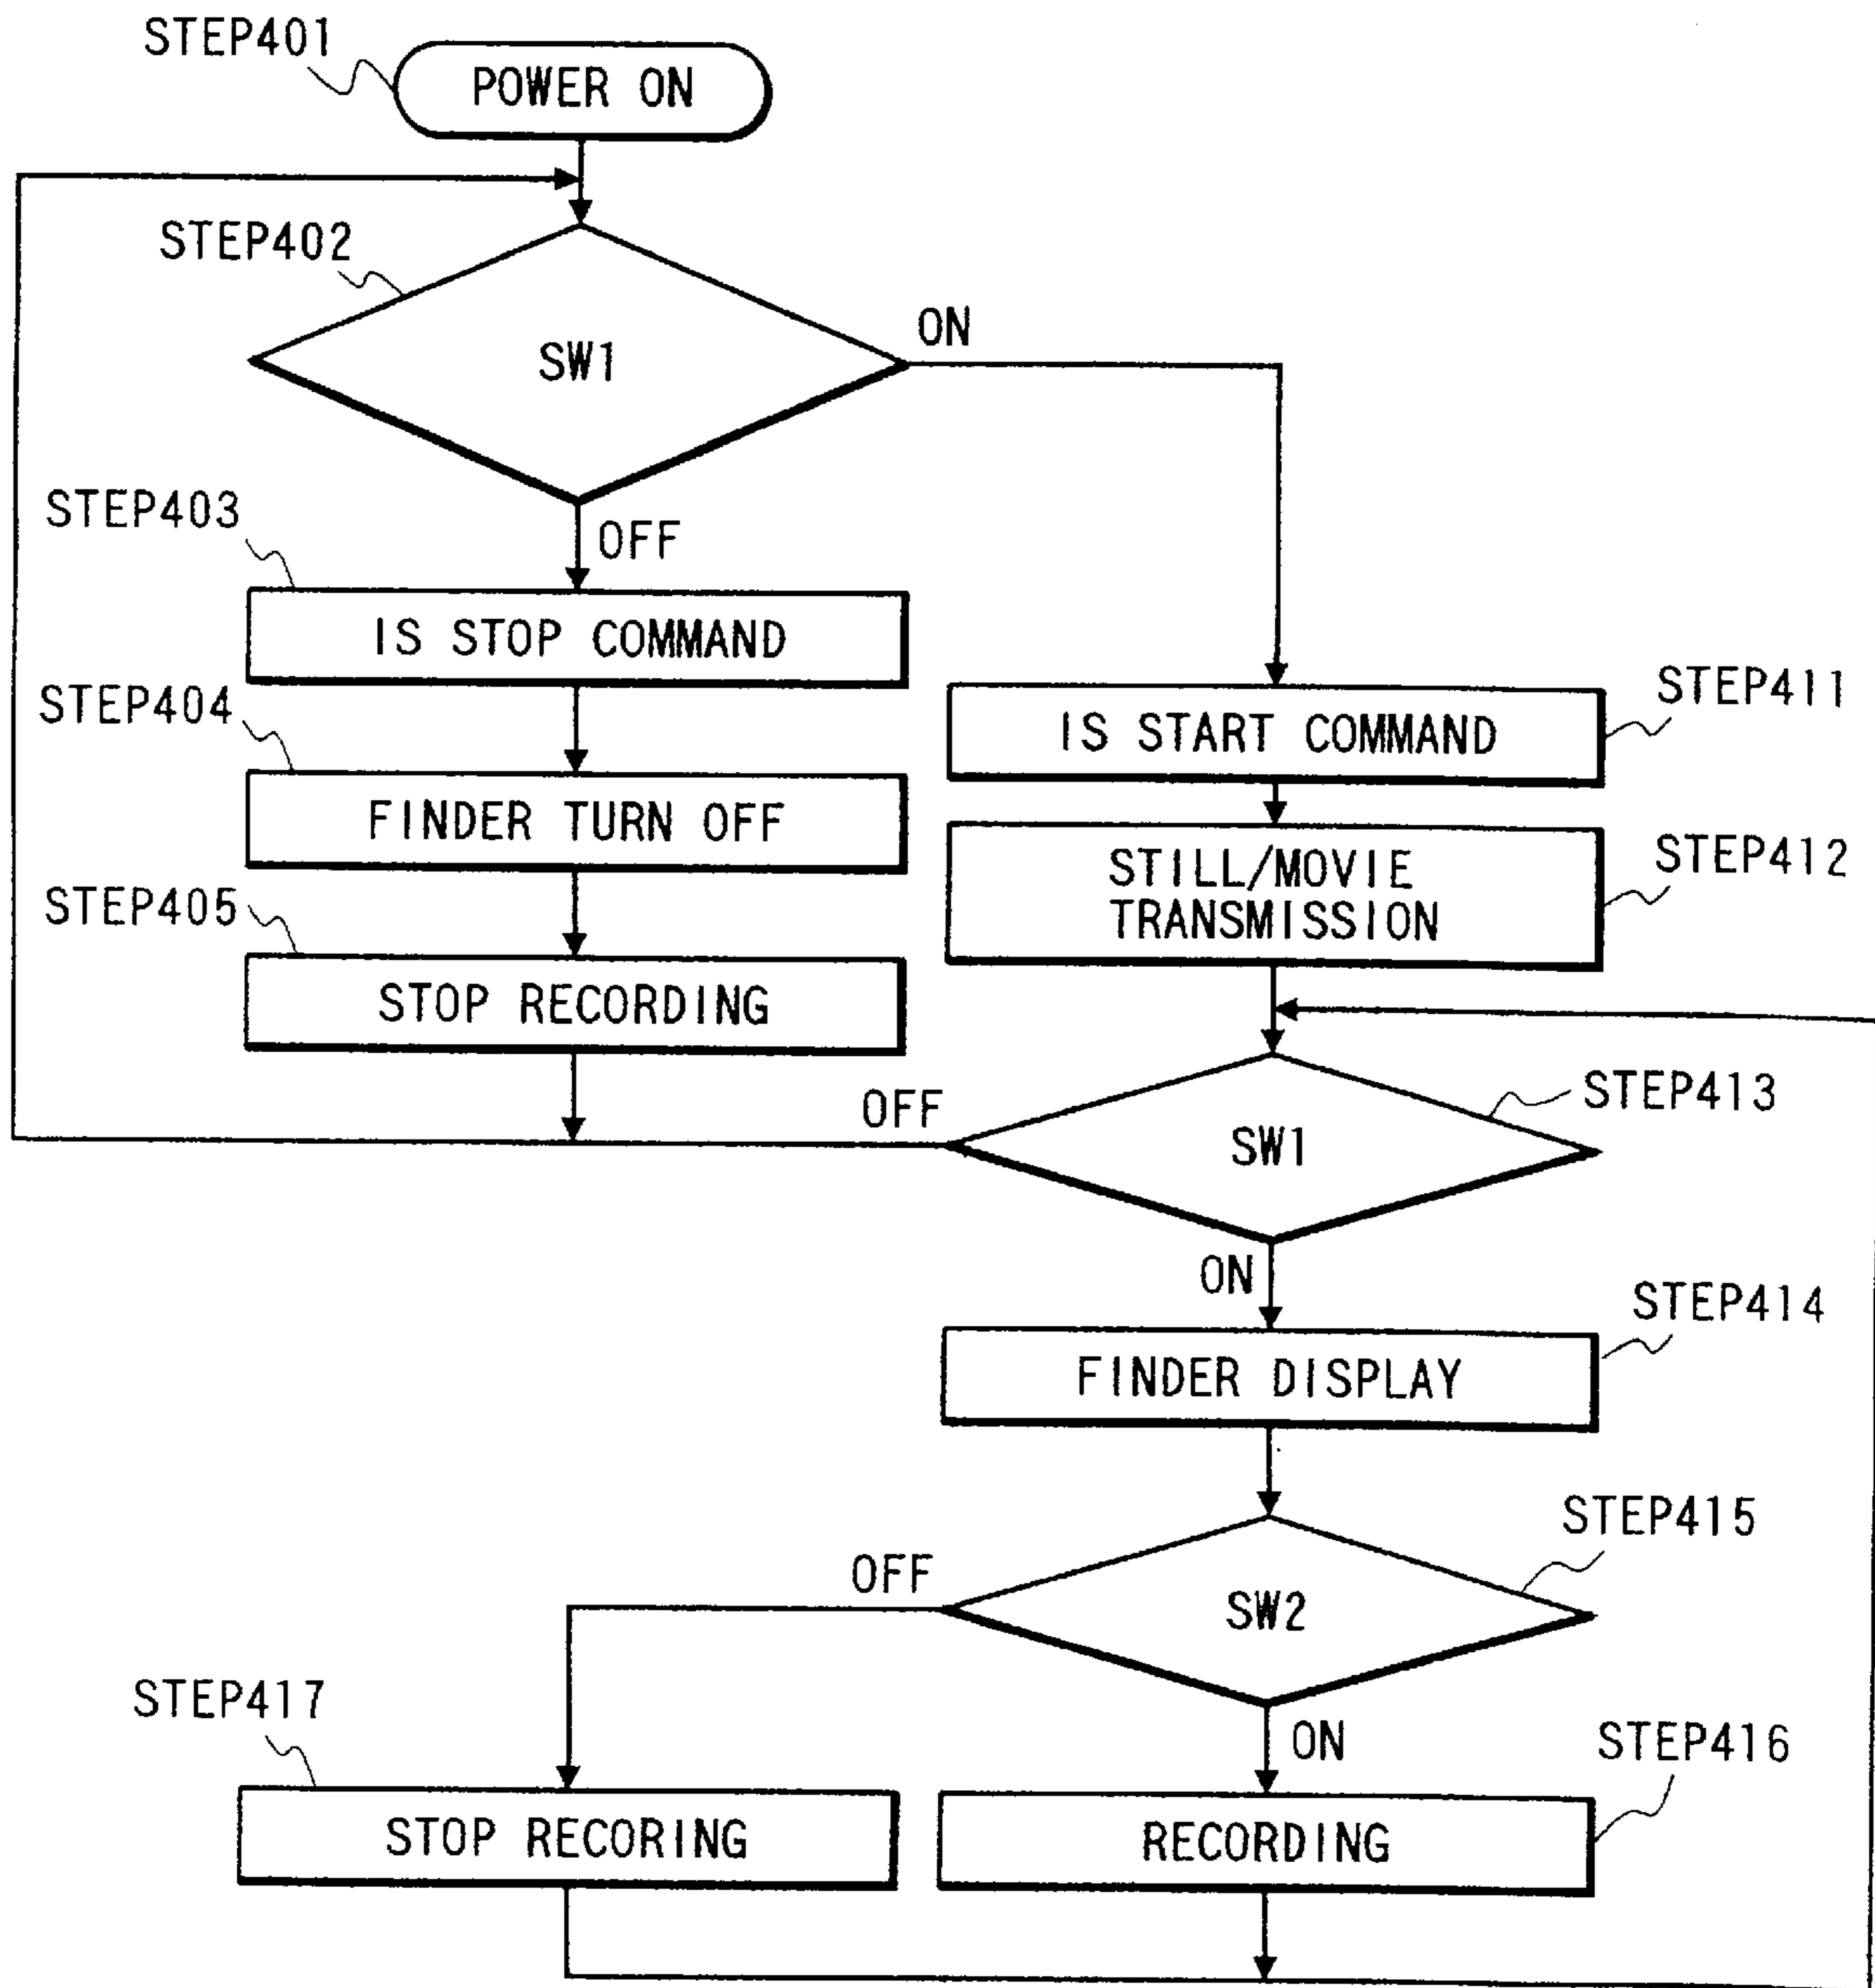 STEP401
POWER ON
STEP402
SW1
ON
OFF
STEP403
IS STOP COMMAND
STEP404
FINDER TURN OFF
STEP405
STOP RECORDING
IS START COMMAND
STEP411
STILL/MOVIE
TRANSMISSION
STEP412
OFF
SW1
STEP413
ON
FINDER DISPLAY
STEP414
OFF
SW2
STEP415
ON
STEP417
STOP RECORING
STEP416
RECORDING